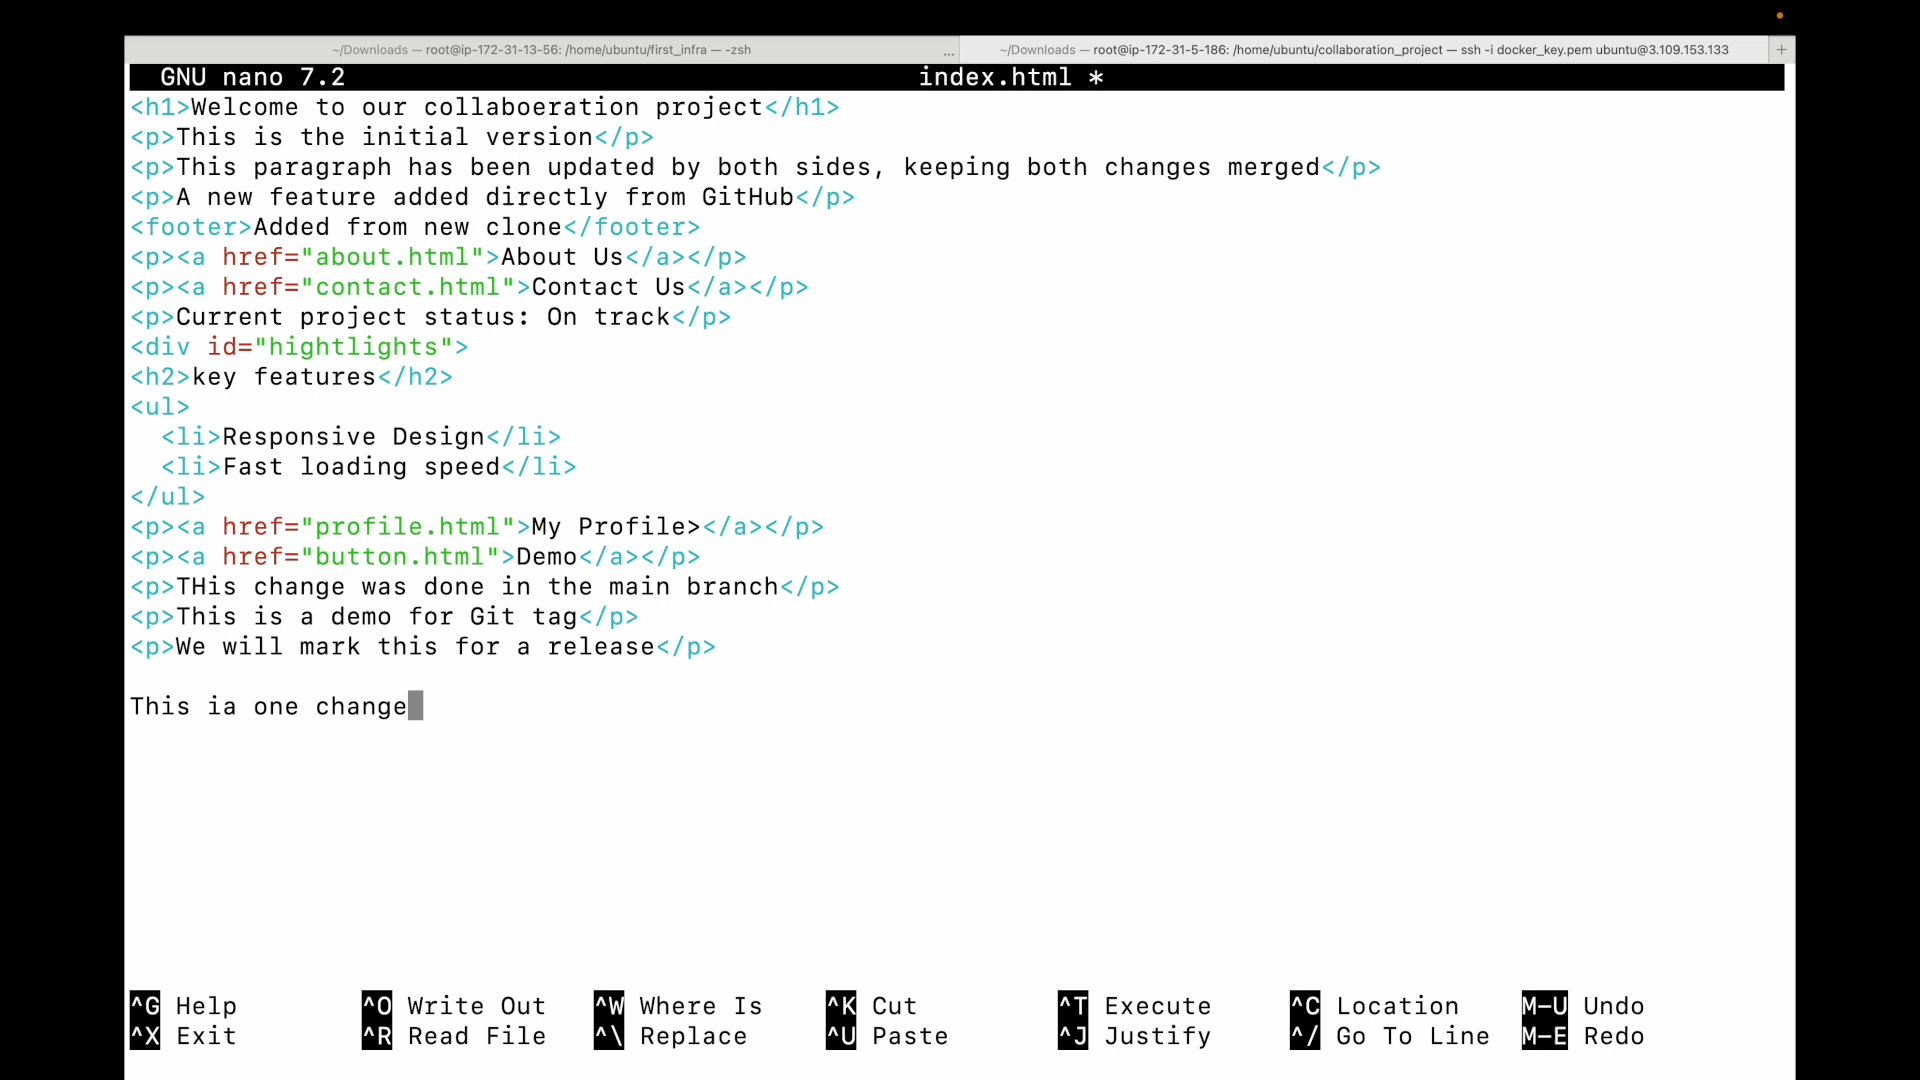 ~/Downloads — root@ip-172-31-13-56: /home/ubuntu/first_infra — -zsh ... ~/Downloads — root@ip-172-31-5-186: /home/ubuntu/collaboration_project — ssh -i docker_key.pem ubuntu@3.109.153.133 +
GNU nano 7.2 index.html *
<h1>Welcome to our collaboeration project</h1>
<p>This is the initial version</p>
<p>This paragraph has been updated by both sides, keeping both changes merged</p>
<p>A new feature added directly from GitHub</p>
<footer>Added from new clone</footer>
<p><a href="about.html">About Us</a></p>
<p><a href="contact.html">Contact Us</a></p>
<p>Current project status: On track</p>
<div id="hightlights">
<h2>key features</h2>
<ul>
  <li>Responsive Design</li>
  <li>Fast loading speed</li>
</ul>
<p><a href="profile.html">My Profile></a></p>
<p><a href="button.html">Demo</a></p>
<p>THis change was done in the main branch</p>
<p>This is a demo for Git tag</p>
<p>We will mark this for a release</p>
This ia one change
^G Help ^O Write Out ^W Where Is ^K Cut ^T Execute ^C Location M-U Undo
^X Exit ^R Read File ^\ Replace ^U Paste ^J Justify ^/ Go To Line M-E Redo